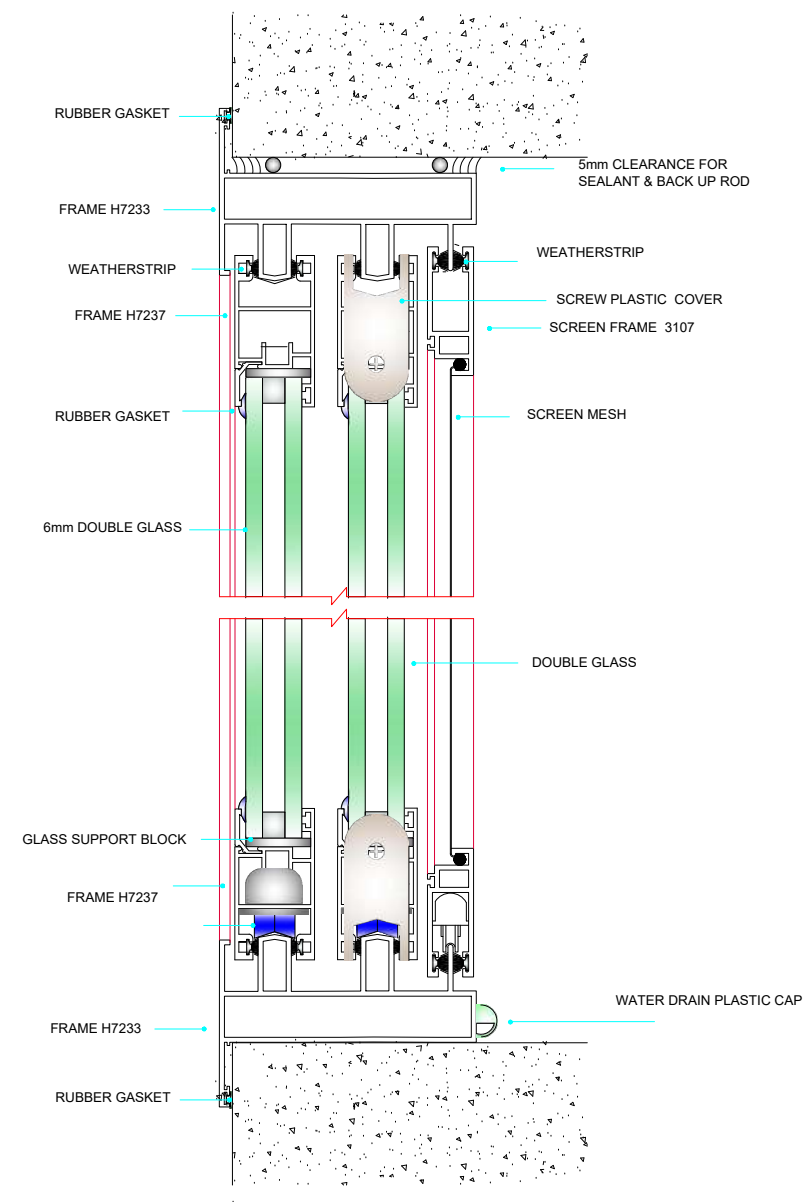 RUBBER GASKET
5mm CLEARANCE FOR
SEALANT & BACK UP ROD
FRAME H7233
WEATHERSTRIP
WEATHERSTRIP
SCREW PLASTIC COVER
FRAME H7237
SCREEN FRAME 3107
RUBBER GASKET
SCREEN MESH
6mm DOUBLE GLASS
DOUBLE GLASS
GLASS SUPPORT BLOCK
FRAME H7237
WATER DRAIN PLASTIC CAP
FRAME H7233
RUBBER GASKET